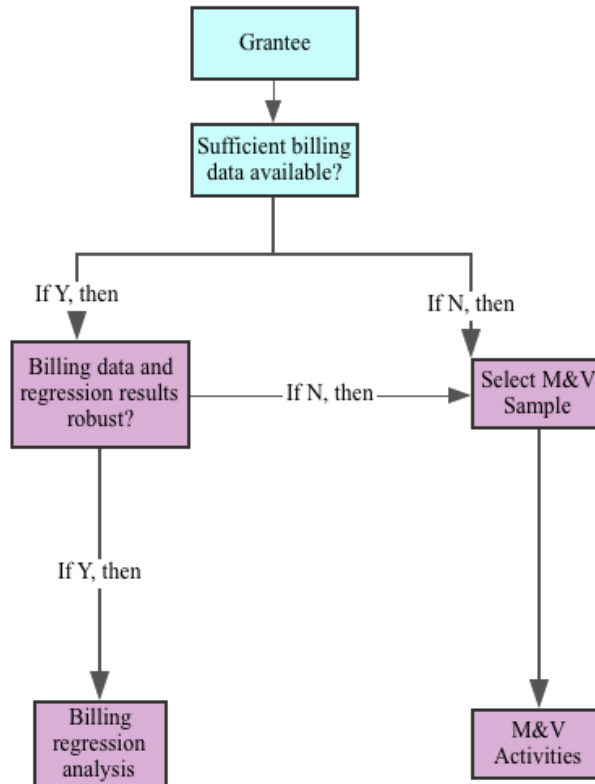 Grantee
Sufficient billing
data available?
If Y, then
If N, then
Billing data and
regression results
robust?
If N, then
Select M&V
Sample
If Y, then
Billing
regression
analysis
M&V
Activities